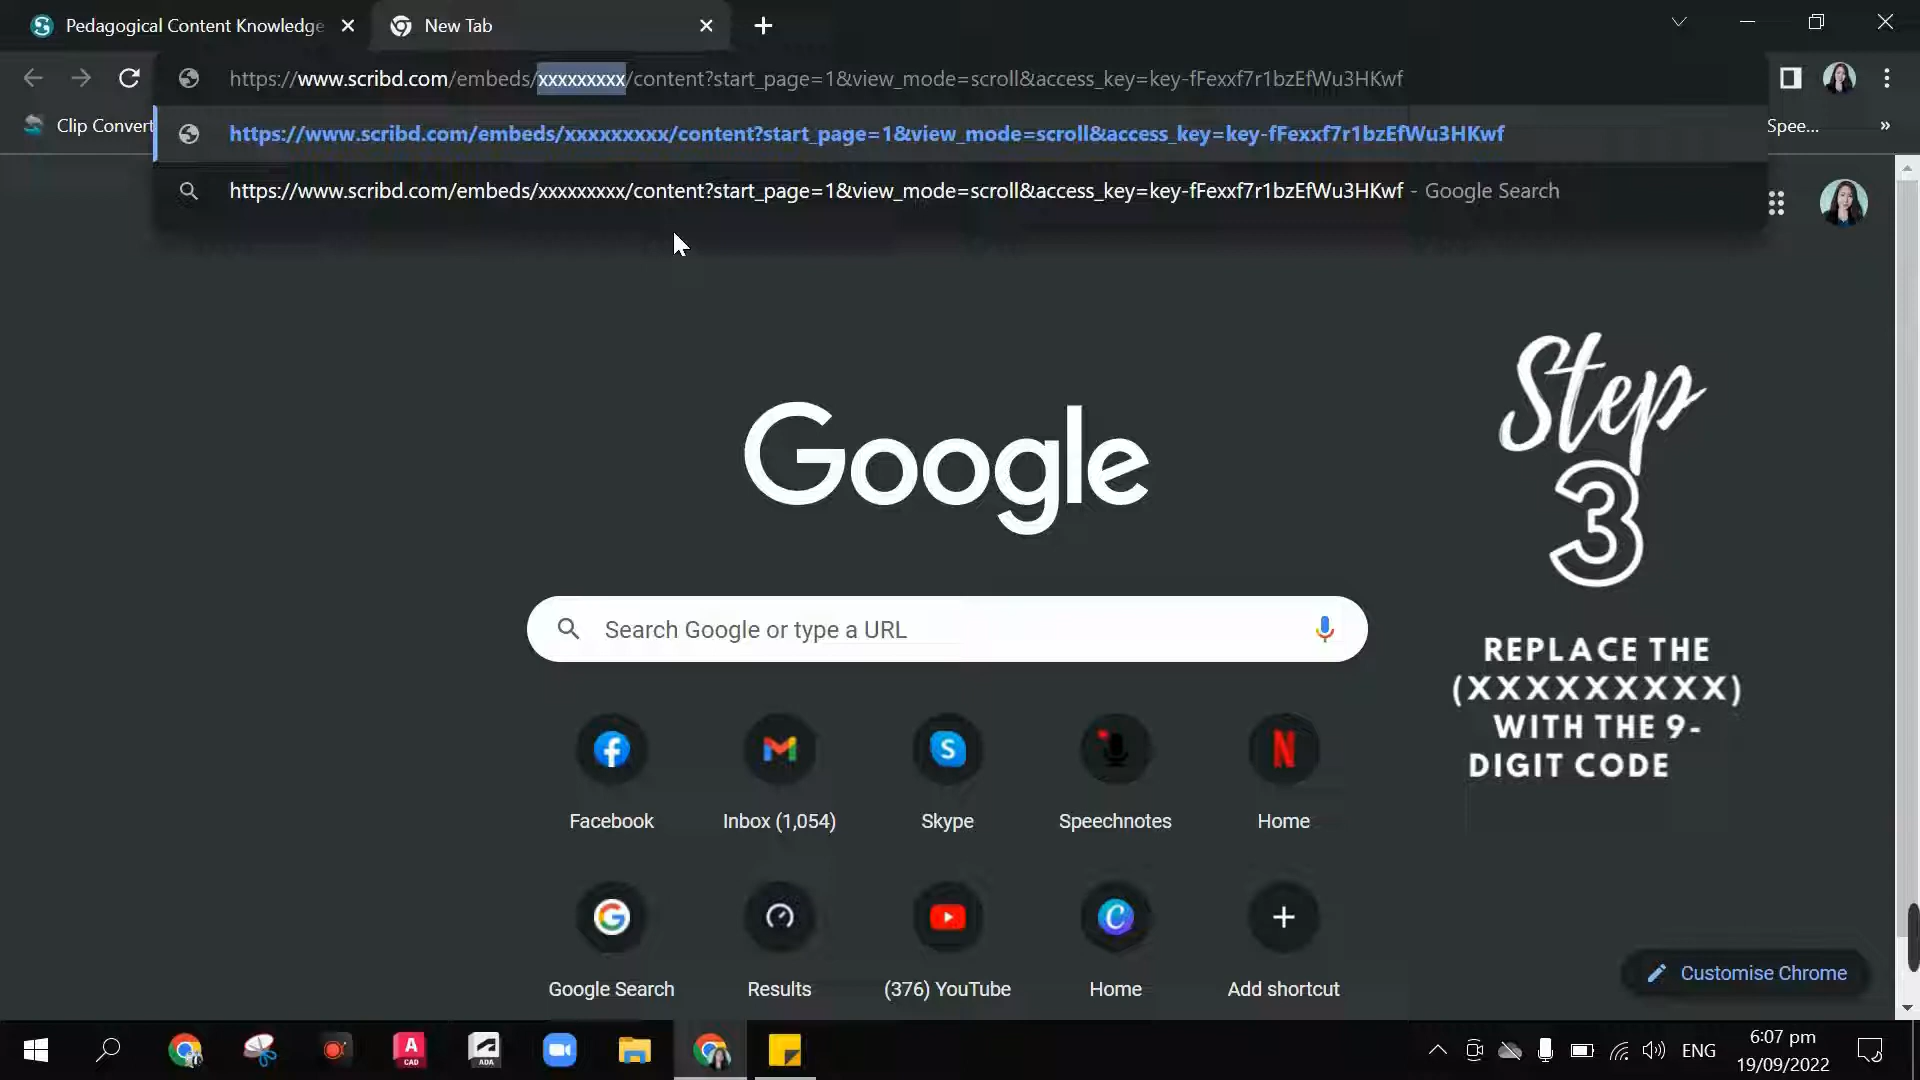 Pedagogical Content Knowledge
New Tab
https://www.scribd.com/embeds/xxxxxxxxx/content?start_page=1&view_mode=scroll&access_key=key-fFexxf7r1bzEfWu3HKwf
Clip Convert
https://www.scribd.com/embeds/xxxxxxxxx/content?start_page=1&view_mode=scroll&access_key=key-fFexxf7r1bzEfWu3HKwf
Spee...
https://www.scribd.com/embeds/xxxxxxxxx/content?start_page=1&view_mode=scroll&access_key=key-fFexxf7r1bzEfWu3HKwf - Google Search
Google
Step
3
Search Google or type a URL
REPLACE THE
(XXXXXXXXX)
WITH THE 9-
DIGIT CODE
Facebook
Inbox (1,054)
Skype
Speechnotes
Home
Google Search
Results
(376) YouTube
Home
Add shortcut
Customise Chrome
ENG
6:07 pm
19/09/2022